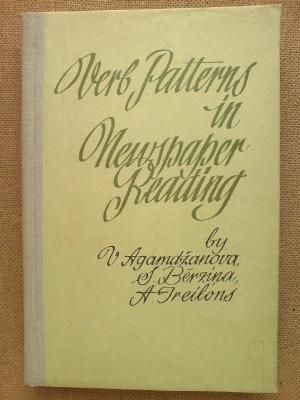 Verb Patterns
in
Newspaper
Reading
by
V. Agamdžanova,
S. Bērziņa,
A. Treilons